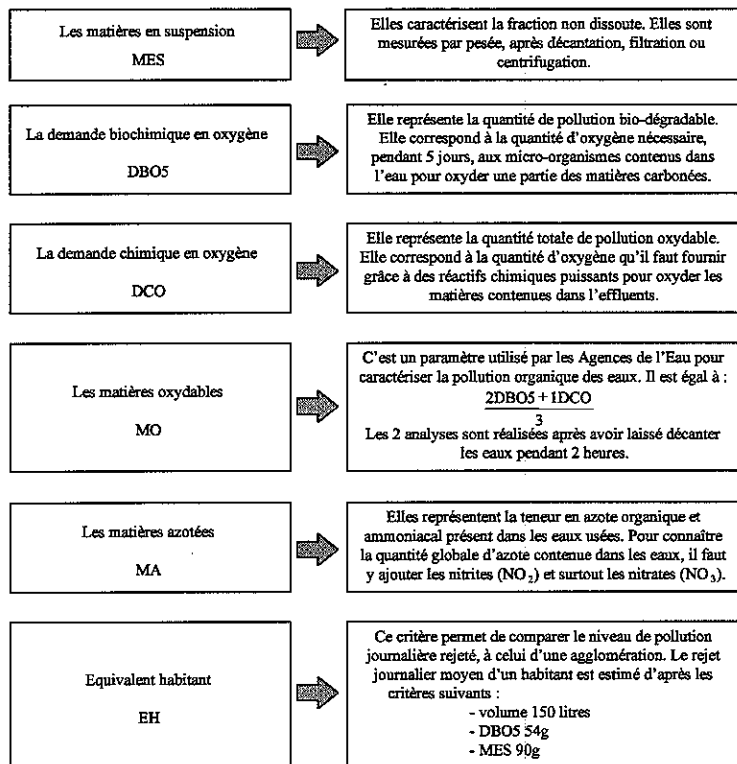 Les matières en suspension
MES
Elles caractérisent la fraction non dissoute. Elles sont
mesurées par pesée, après décantation, filtration ou
centrifugation.
La demande biochimique en oxygène
DBO5
Elle représente la quantité de pollution bio-dégradable.
Elle correspond à la quantité d'oxygène nécessaire,
pendant 5 jours, aux micro-organismes contenus dans
l'eau pour oxyder une partie des matières carbonées.
La demande chimique en oxygène
DCO
Elle représente la quantité totale de pollution oxydable.
Elle correspond à la quantité d'oxygène qu'il faut fournir
grâce à des réactifs chimiques puissants pour oxyder les
matières contenues dans l'effluents.
Les matières oxydables
MO
C'est un paramètre utilisé par les Agences de l'Eau pour
caractériser la pollution organique des eaux. Il est égal à :
2DBO5 + 1DCO
3
Les 2 analyses sont réalisées après avoir laissé décanter
les eaux pendant 2 heures.
Les matières azotées
MA
Elles représentent la teneur en azote organique et
ammoniacal présent dans les eaux usées. Pour connaître
la quantité globale d'azote contenue dans les eaux, il faut
y ajouter les nitrites (NO2) et surtout les nitrates (NO3).
Equivalent habitant
EH
Ce critère permet de comparer le niveau de pollution
journalière rejeté, à celui d'une agglomération. Le rejet
journalier moyen d'un habitant est estimé d'après les
critères suivants :
- volume 150 litres
- DBO5 54g
- MES 90g